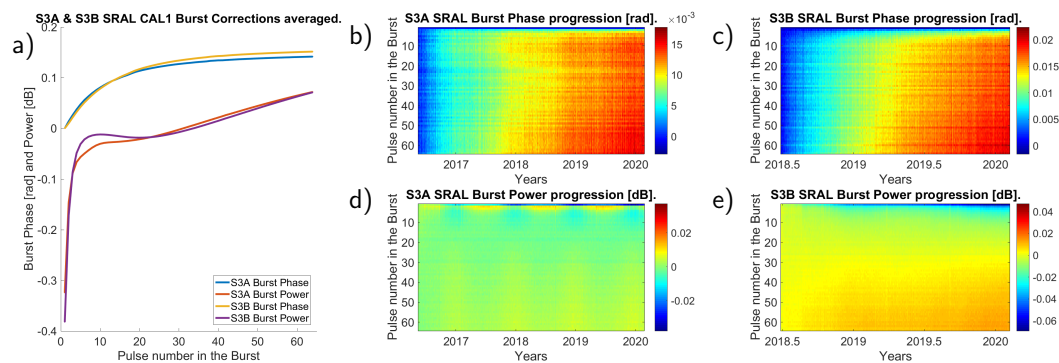 a)
S3A & S3B SRAL CAL1 Burst Corrections averaged.
Burst Phase [rad] and Power [dB]
0.2
0.1
0
-0.1
-0.2
-0.3
-0.4
0 10 20 30 40 50 60
Pulse number in the Burst
S3A Burst Phase
S3A Burst Power
S3B Burst Phase
S3B Burst Power
b)
S3A SRAL Burst Phase progression [rad].
×10⁻³
Pulse number in the Burst
10
20
30
40
50
60
2017 2018 2019 2020
Years
15
10
5
0
c)
S3B SRAL Burst Phase progression [rad].
Pulse number in the Burst
10
20
30
40
50
60
2018.5 2019 2019.5 2020
Years
0.02
0.015
0.01
0.005
0
d)
S3A SRAL Burst Power progression [dB].
Pulse number in the Burst
10
20
30
40
50
60
2017 2018 2019 2020
Years
0.02
0
-0.02
e)
S3B SRAL Burst Power progression [dB].
Pulse number in the Burst
10
20
30
40
50
60
2018.5 2019 2019.5 2020
Years
0.04
0.02
0
-0.02
-0.04
-0.06